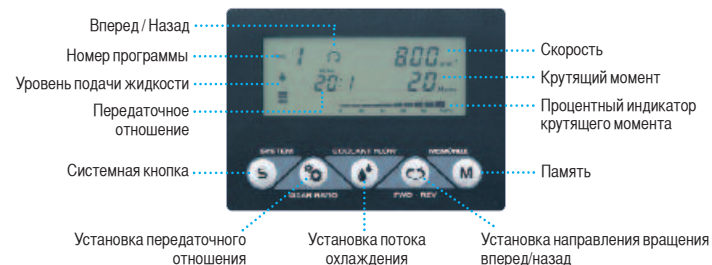 Вперед / Назад
Номер программы
Уровень подачи жидкости
Передаточное
отношение
Системная кнопка
1
800
20:1
20
Скорость
Крутящий момент
Процентный индикатор
крутящего момента
Память
SYSTEM
COOLANT FLOW
S
M
GEAR RATIO
FWD - REV
Установка передаточного
отношения
Установка потока
охлаждения
Установка направления вращения
вперед/назад